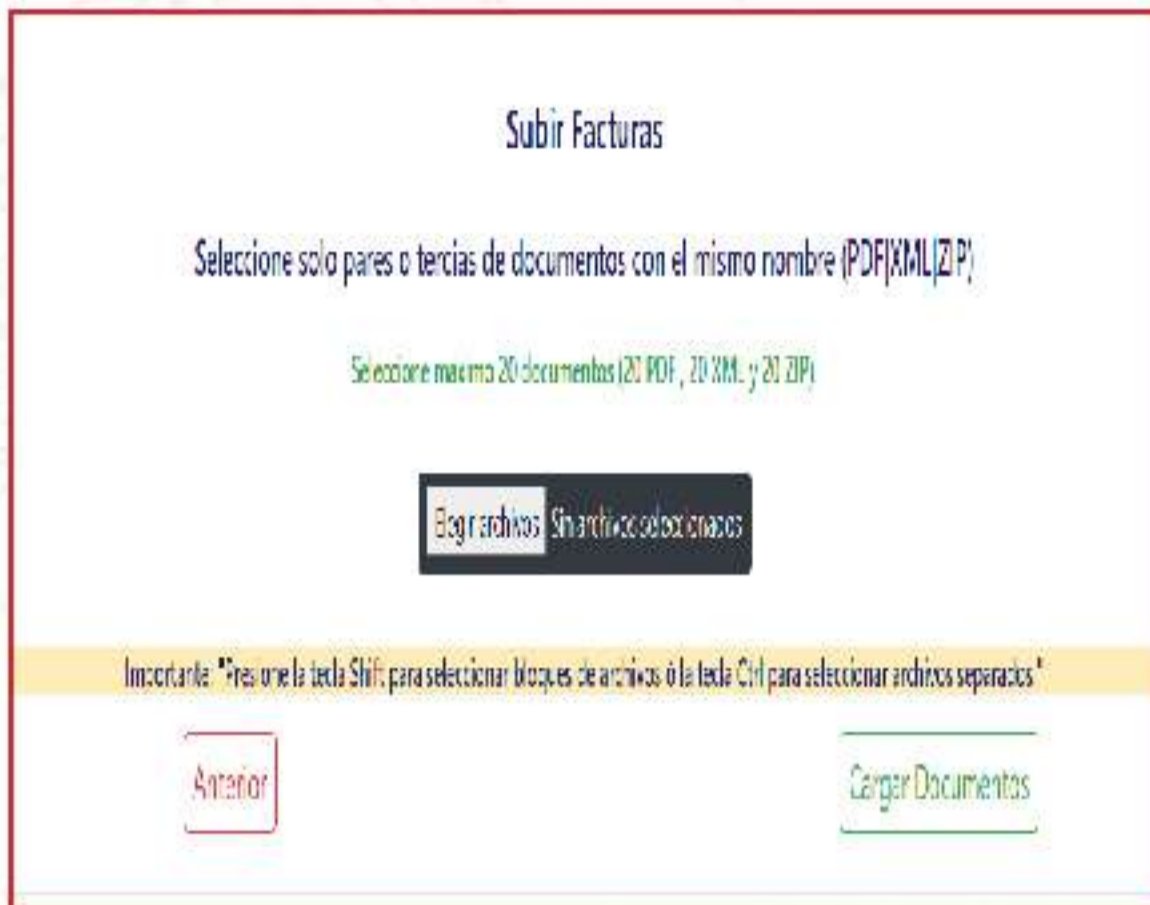 Subir Facturas
Seleccione solo pares o tercias de documentos con el mismo nombre (PDF|XML|ZIP)
Seleccione maximo 20 documentos (20 PDF, 20 XML y 20 ZIP)
Elegir archivos Sin archivos seleccionados
Importante: "Presione la tecla Shift para seleccionar bloques de archivos ó la tecla Ctrl para seleccionar archivos separados"
Anterior Cargar Documentos